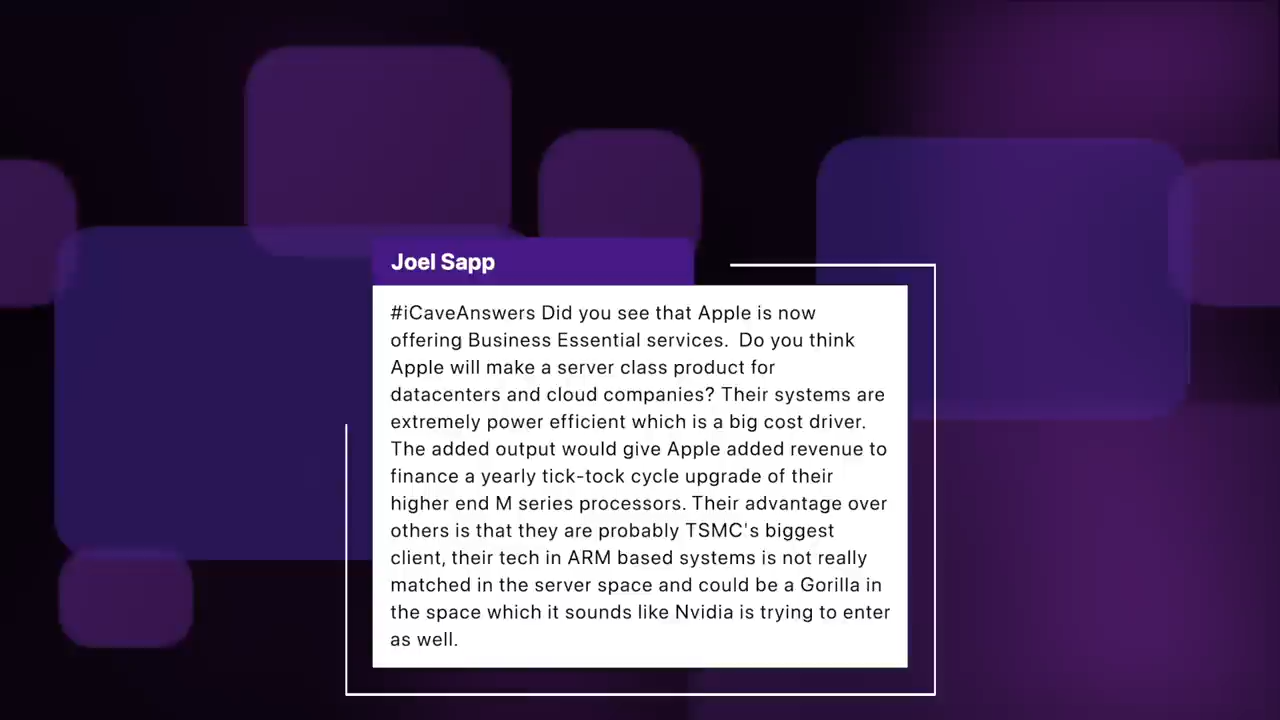 Joel Sapp
#iCaveAnswers Did you see that Apple is now
offering Business Essential services.  Do you think
Apple will make a server class product for
datacenters and cloud companies? Their systems are
extremely power efficient which is a big cost driver.
The added output would give Apple added revenue to
finance a yearly tick-tock cycle upgrade of their
higher end M series processors. Their advantage over
others is that they are probably TSMC's biggest
client, their tech in ARM based systems is not really
matched in the server space and could be a Gorilla in
the space which it sounds like Nvidia is trying to enter
as well.